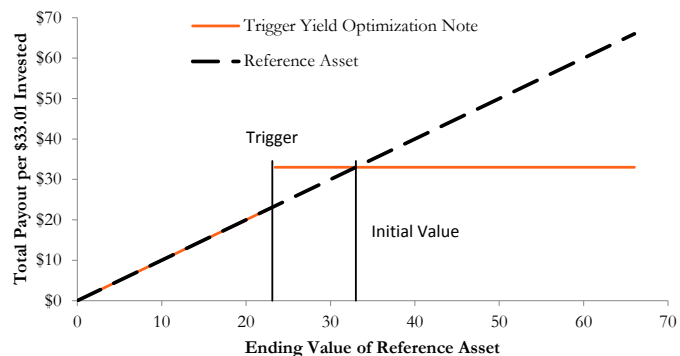 $70
$60
$50
$40
$30
$20
$10
$0
Total Payout per $33.01 Invested
Trigger Yield Optimization Note
Reference Asset
Trigger
Initial Value
0 10 20 30 40 50 60 70
Ending Value of Reference Asset